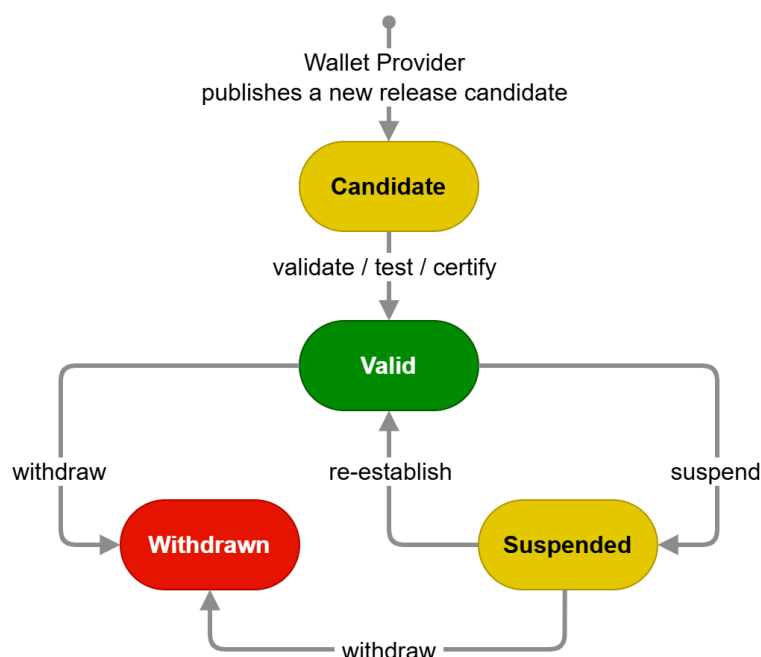 Wallet Provider
publishes a new release candidate
Candidate
validate / test / certify
Valid
withdraw
re-establish
suspend
Withdrawn
Suspended
withdraw